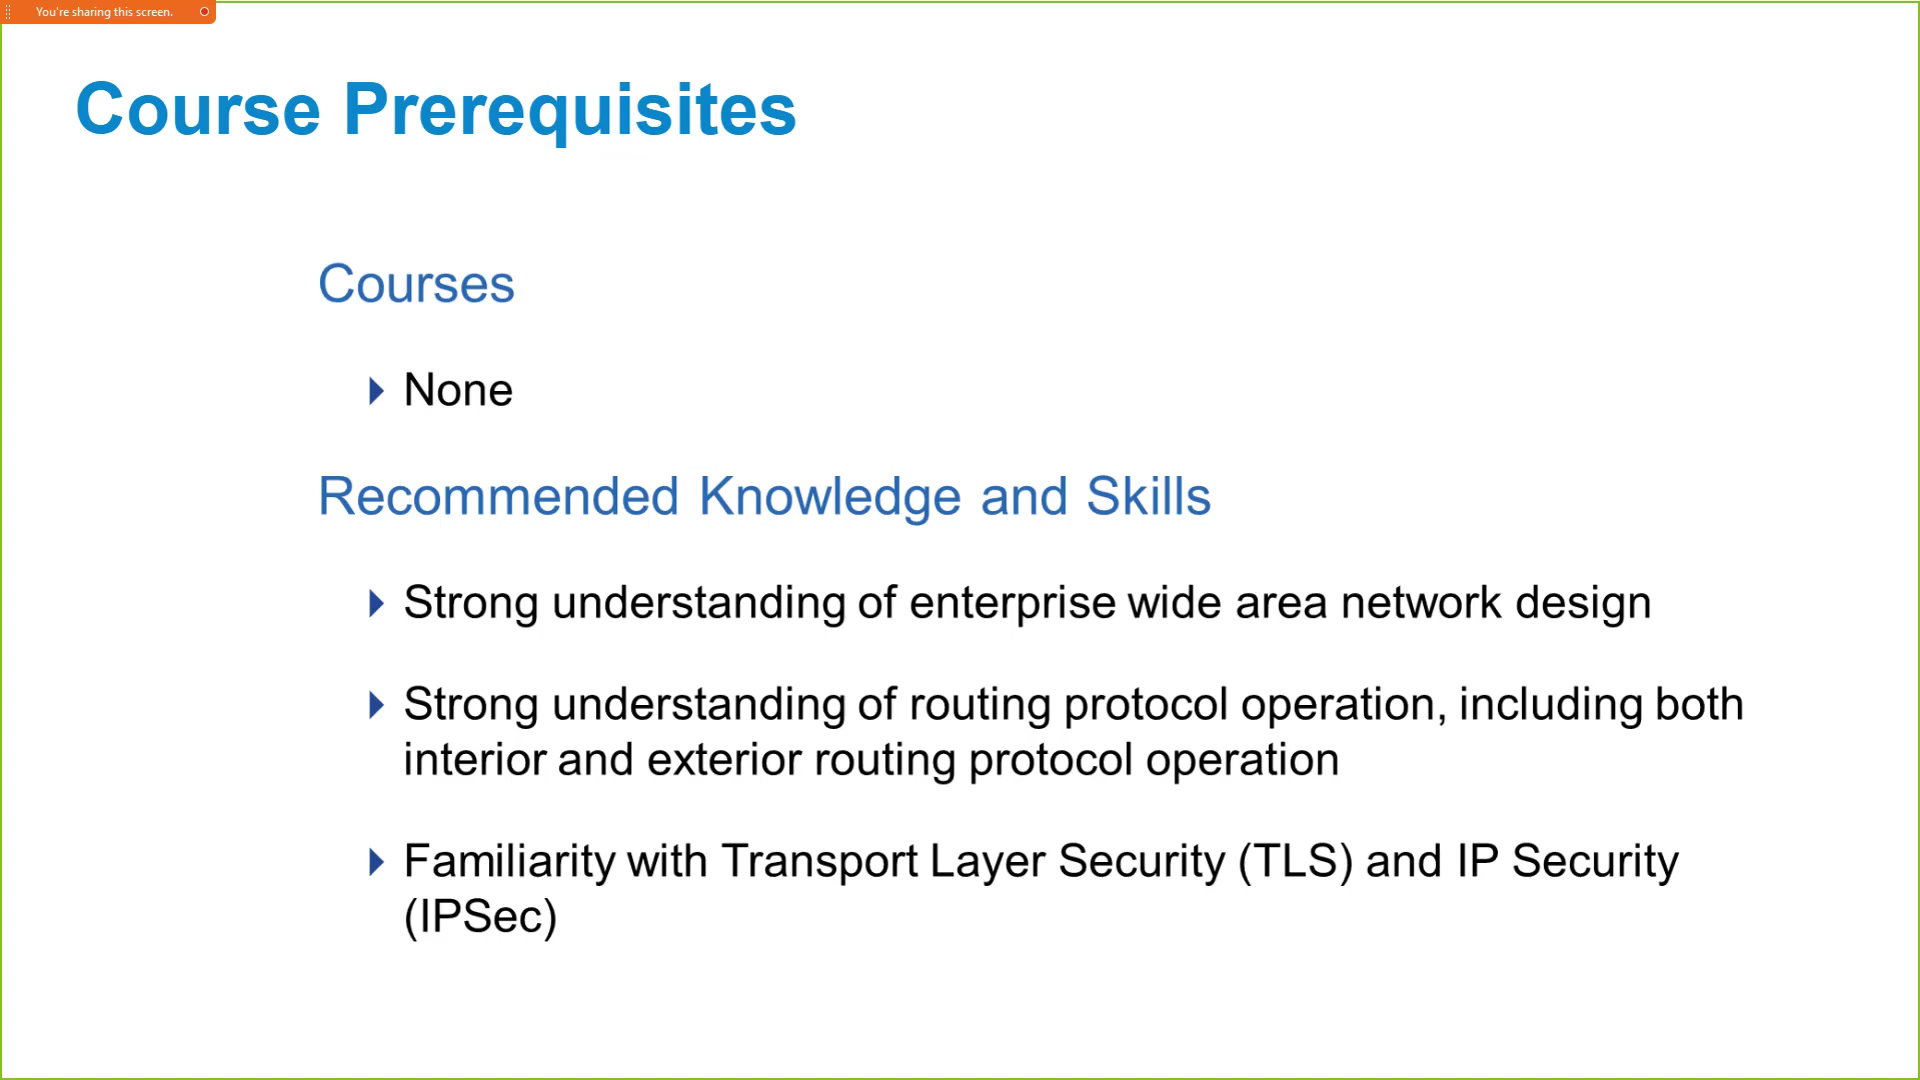 You're sharing this screen.
Course Prerequisites
Courses
None
Recommended Knowledge and Skills
Strong understanding of enterprise wide area network design
Strong understanding of routing protocol operation, including both
interior and exterior routing protocol operation
Familiarity with Transport Layer Security (TLS) and IP Security
(IPSec)